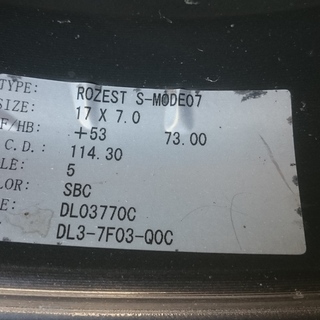 TYPE: ROZEST S-MODE07
SIZE: 17 X 7.0
F/HB: +53 73.00
C.D.: 114.30
LE: 5
LOR: SBC
E: DL03770C
DL3-7F03-Q0C